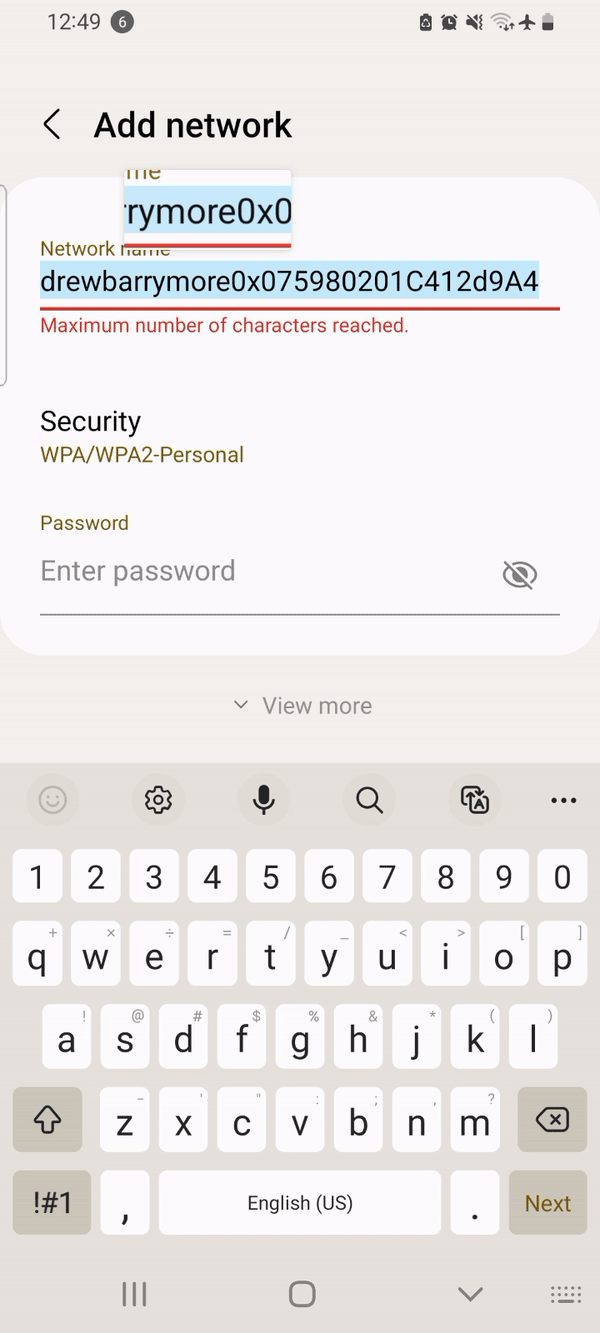 12:49 6
Add network
me
rrymore0x0
Network name
drewbarrymore0x075980201C412d9A4
Maximum number of characters reached.
Security
WPA/WPA2-Personal
Password
Enter password
View more
1 2 3 4 5 6 7 8 9 0
+ × ÷ = / _ < > [ ]
q w e r t y u i o p
! @ # $ % & * ( )
a s d f g h j k l
- ' " : ; , ?
z x c v b n m
!#1 , English (US) . Next